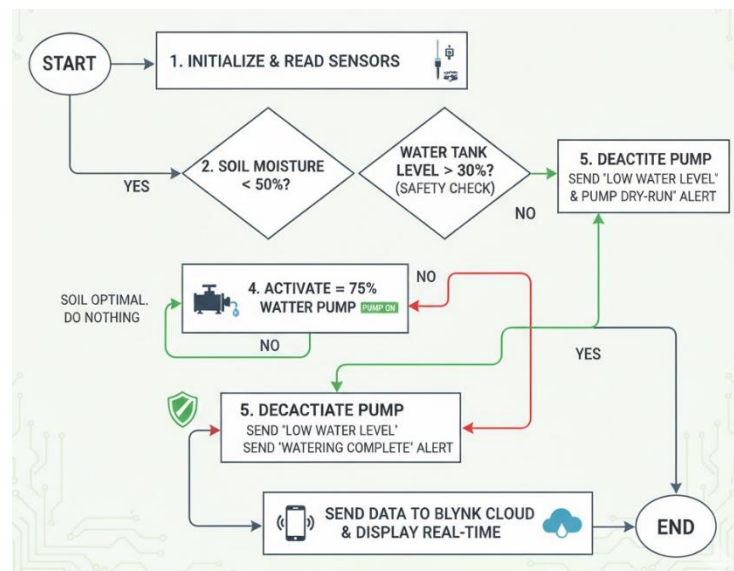 START
1. INITIALIZE & READ SENSORS
2. SOIL MOISTURE
< 50%?
YES
WATER TANK
LEVEL > 30%?
(SAFETY CHECK)
NO
5. DEACTITE PUMP
SEND "LOW WATER LEVEL"
& PUMP DRY-RUN" ALERT
SOIL OPTIMAL.
DO NOTHING
4. ACTIVATE = 75%
WATTER PUMP PUMP ON
NO
NO
YES
5. DECACTIATE PUMP
SEND "LOW WATER LEVEL'
SEND 'WATERING COMPLETE' ALERT
SEND DATA TO BLYNK CLOUD
& DISPLAY REAL-TIME
END